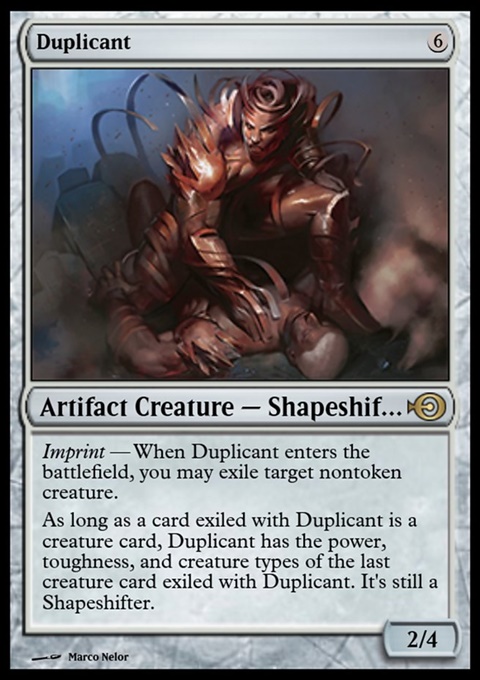 Duplicant 6
Artifact Creature — Shapeshif...
Imprint — When Duplicant enters the
battlefield, you may exile target nontoken
creature.
As long as a card exiled with Duplicant is a
creature card, Duplicant has the power,
toughness, and creature types of the last
creature card exiled with Duplicant. It's still a
Shapeshifter.
2/4
Marco Nelor